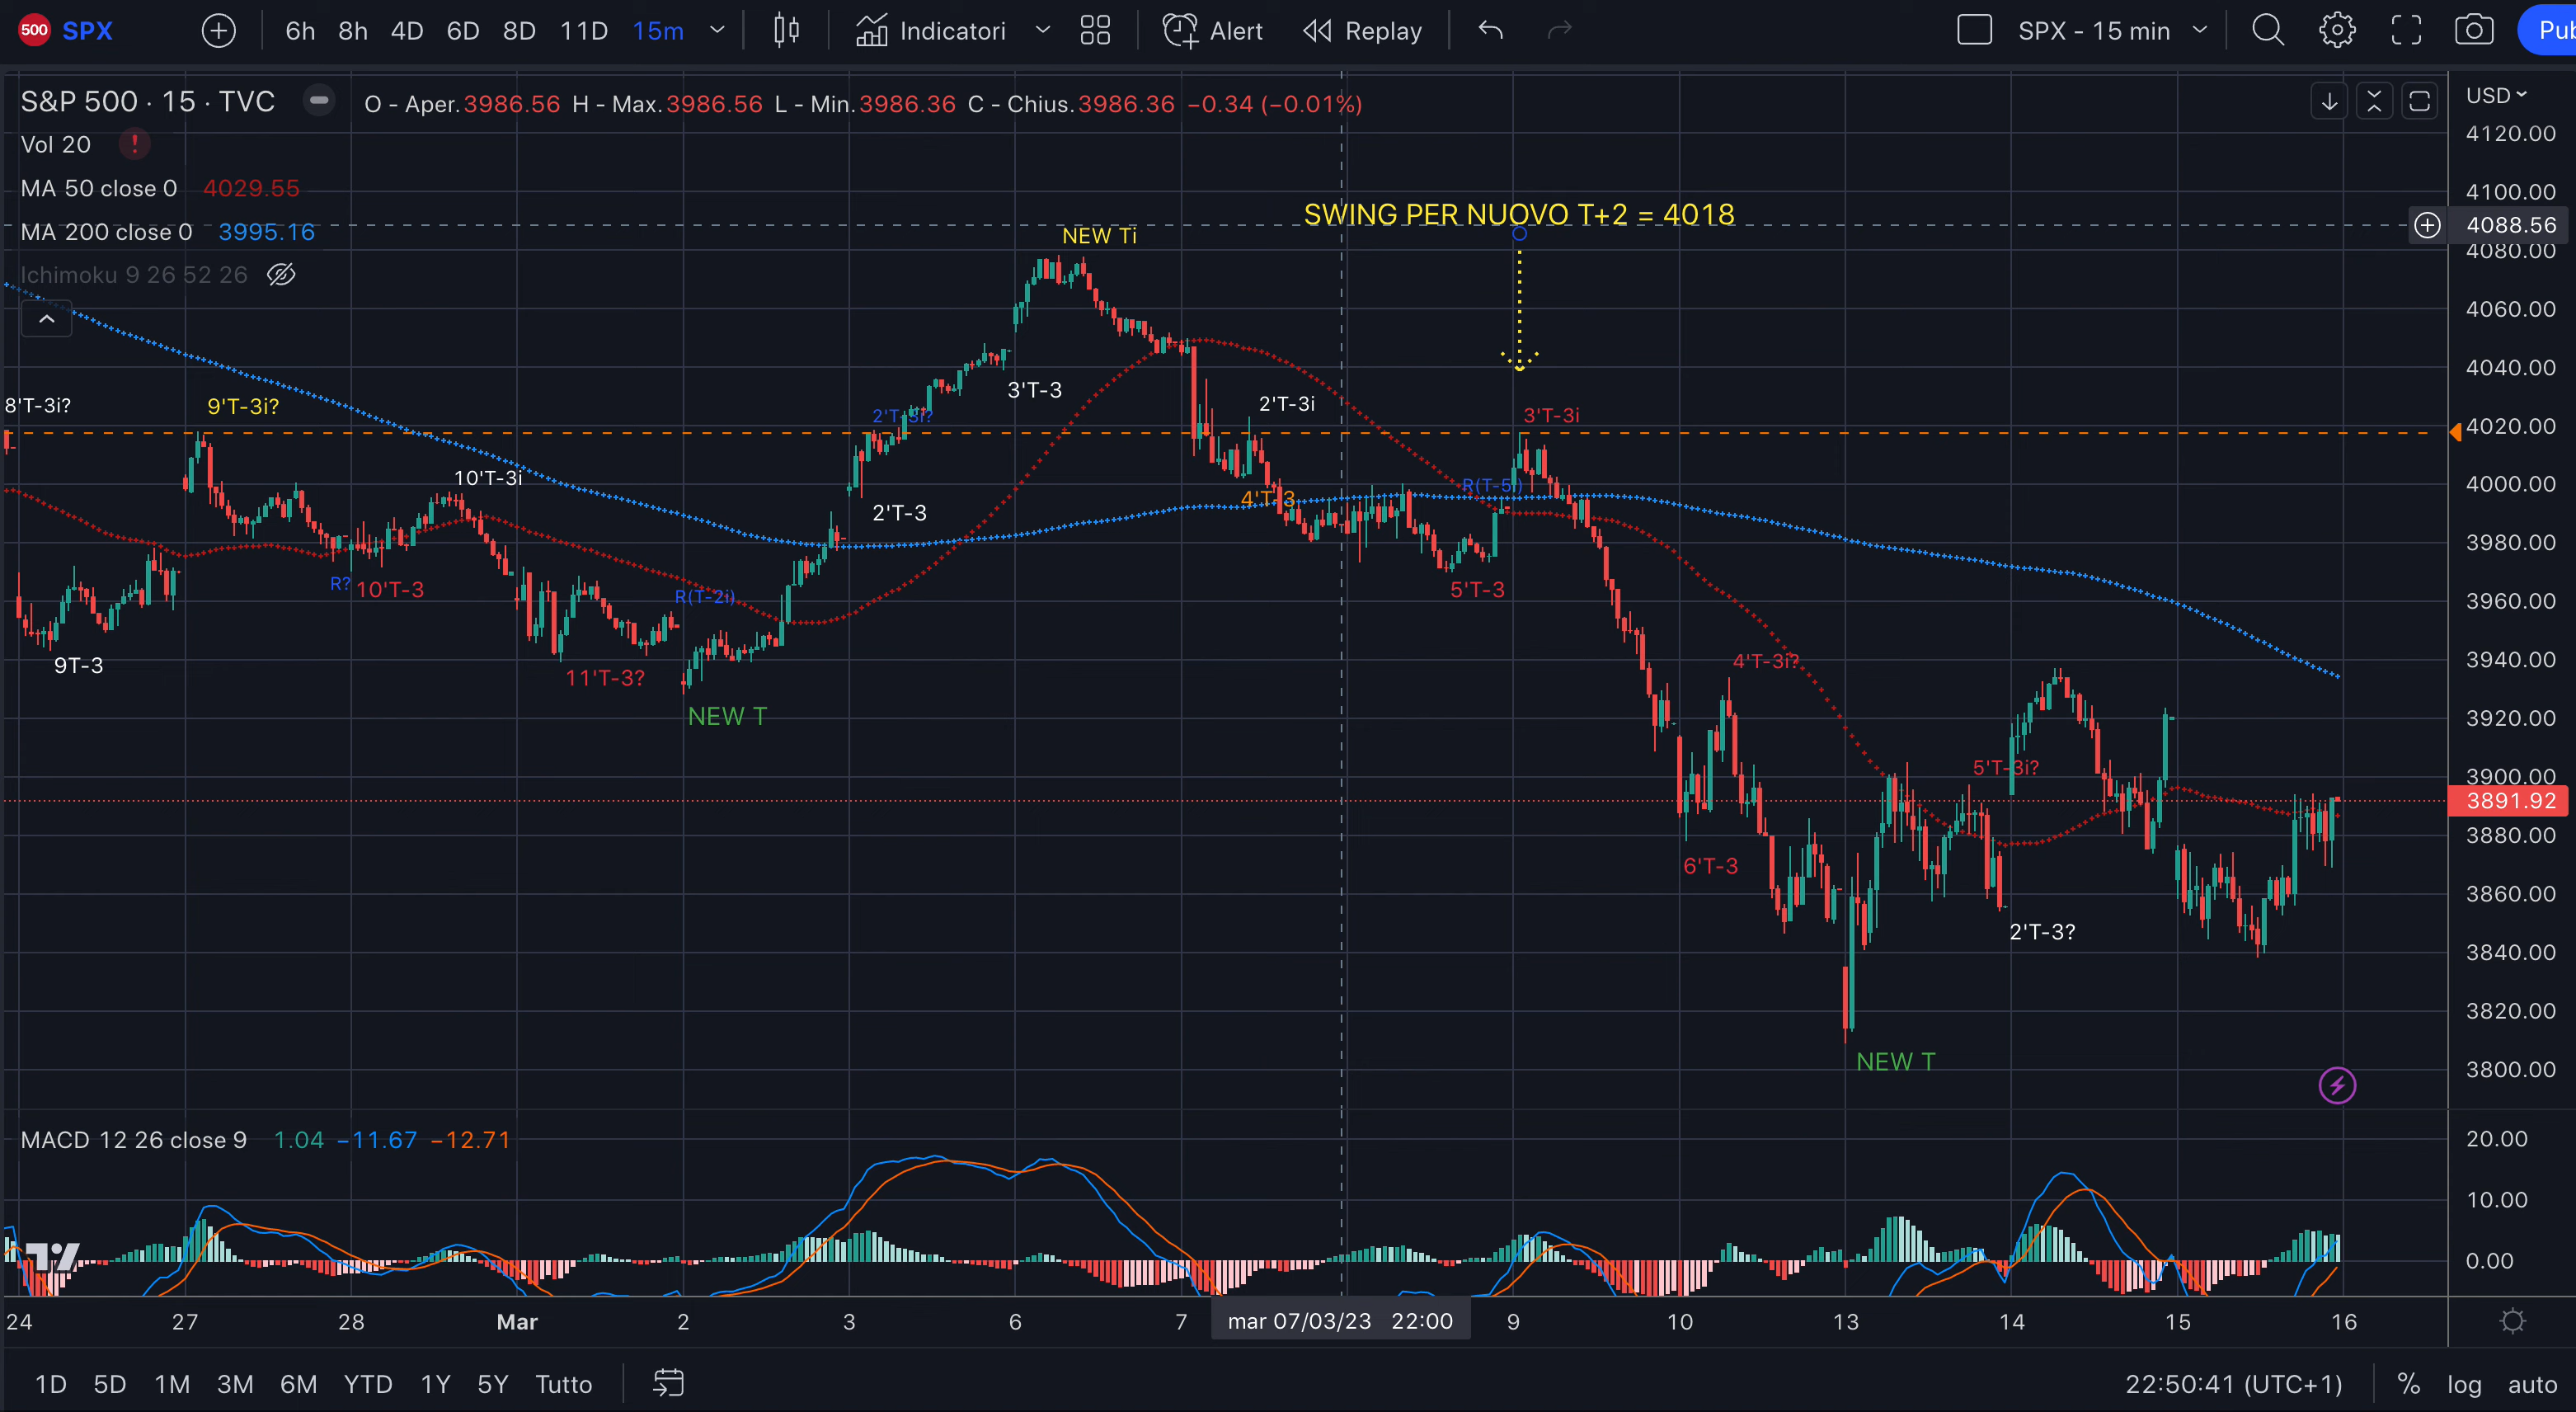 500 SPX 6h 8h 4D 6D 8D 11D 15m Indicatori Alert Replay SPX - 15 min Pub
S&P 500 · 15 · TVC O - Aper.3986.56 H - Max.3986.56 L - Min.3986.36 C - Chius.3986.36 −0.34 (−0.01%)
USD
Vol 20 !
MA 50 close 0 4029.55
MA 200 close 0 3995.16
Ichimoku 9 26 52 26
SWING PER NUOVO T+2 = 4018
NEW Ti
8'T-3i?
9'T-3i?
10'T-3i
2'T-3i?
3'T-3
2'T-3i
3'T-3i
R(T-5i)
4'T-3
2'T-3
R?
10'T-3
R(T-2i)
5'T-3
9T-3
11'T-3?
NEW T
4'T-3i?
5'T-3i?
6'T-3
2'T-3?
NEW T
4120.00
4100.00
4088.56
4080.00
4060.00
4040.00
4020.00
4000.00
3980.00
3960.00
3940.00
3920.00
3900.00
3891.92
3880.00
3860.00
3840.00
3820.00
3800.00
MACD 12 26 close 9 1.04 −11.67 −12.71
20.00
10.00
0.00
24 27 28 Mar 2 3 6 7 mar 07/03/23 22:00 9 10 13 14 15 16
1D 5D 1M 3M 6M YTD 1Y 5Y Tutto 22:50:41 (UTC+1) % log auto